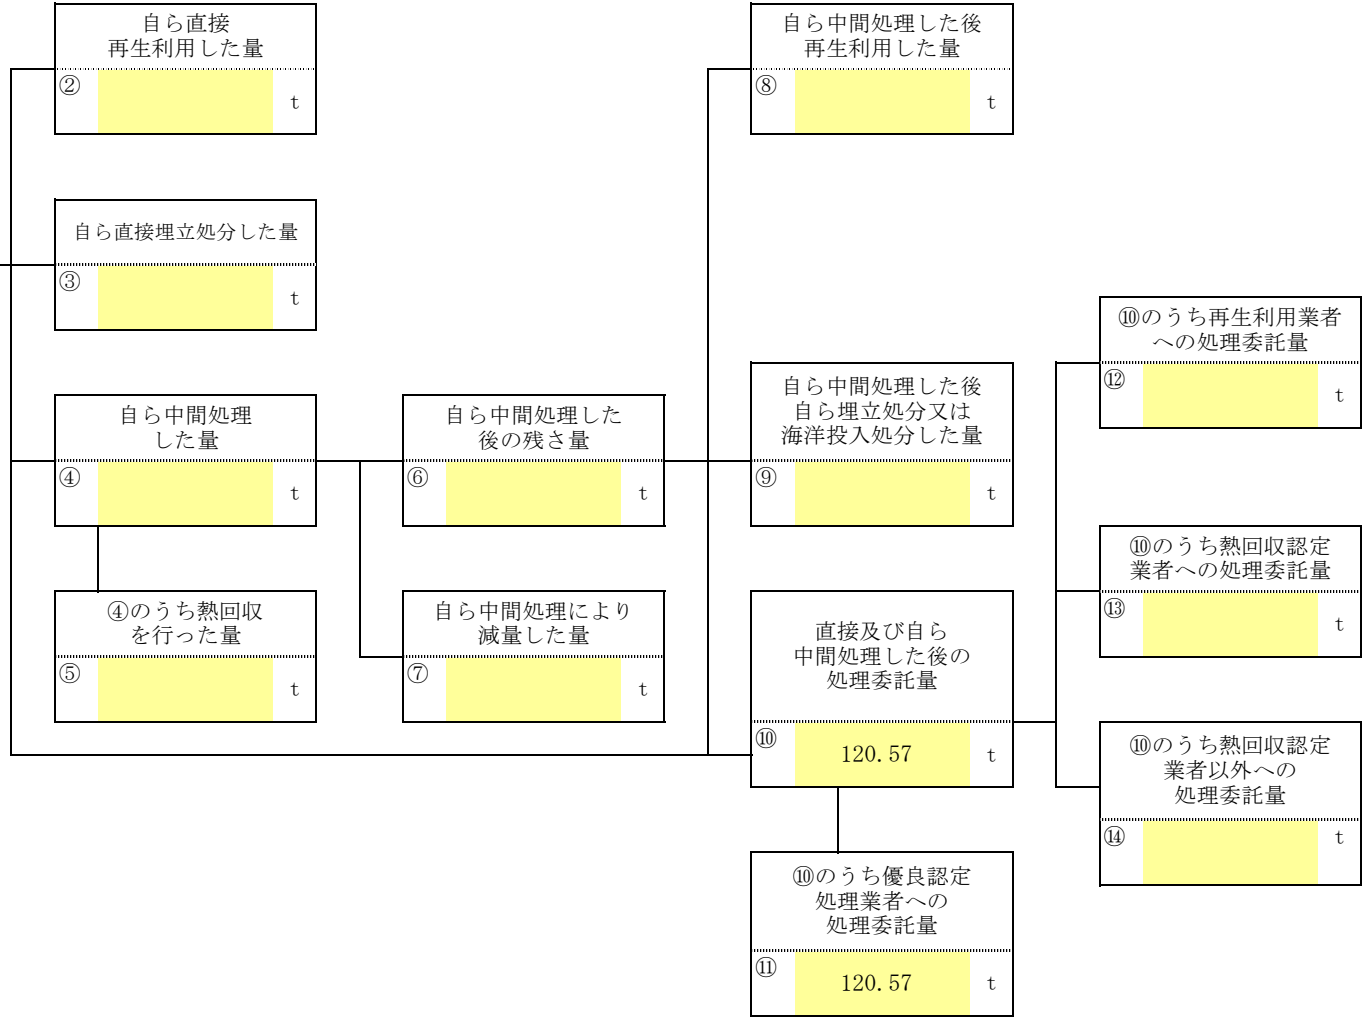 自ら直接
再生利用した量
②
t
自ら中間処理した後
再生利用した量
⑧
t
自ら直接埋立処分した量
③
t
⑩のうち再生利用業者
への処理委託量
⑫
t
自ら中間処理
した量
④
t
自ら中間処理した
後の残さ量
⑥
t
自ら中間処理した後
自ら埋立処分又は
海洋投入処分した量
⑨
t
⑩のうち熱回収認定
業者への処理委託量
⑬
t
④のうち熱回収
を行った量
⑤
t
自ら中間処理により
減量した量
⑦
t
直接及び自ら
中間処理した後の
処理委託量
⑩
120.57 t
⑩のうち熱回収認定
業者以外への
処理委託量
⑭
t
⑩のうち優良認定
処理業者への
処理委託量
⑪
120.57 t